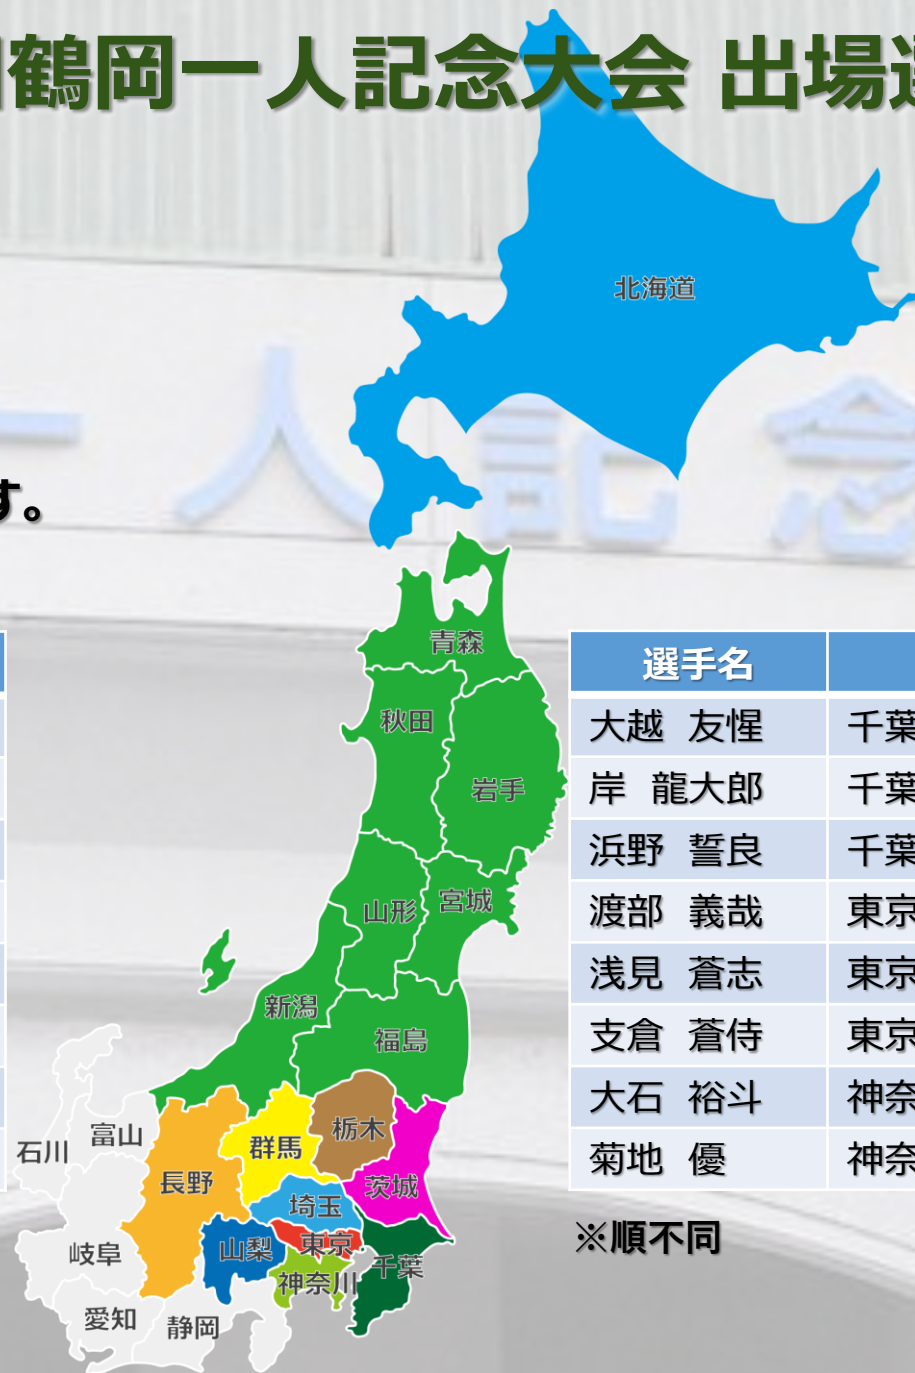 鶴岡一人記念大会 出場
一人記念
す。
北海道
青森
秋田
岩手
山形
宮城
新潟
福島
石川
富山
長野
群馬
栃木
茨城
埼玉
東京
千葉
山梨
神奈川
岐阜
愛知
静岡
選手名
大越 友惺 千葉
岸 龍大郎 千葉
浜野 誓良 千葉
渡部 義哉 東京
浅見 蒼志 東京
支倉 蒼侍 東京
大石 裕斗 神奈
菊地 優 神奈
※順不同